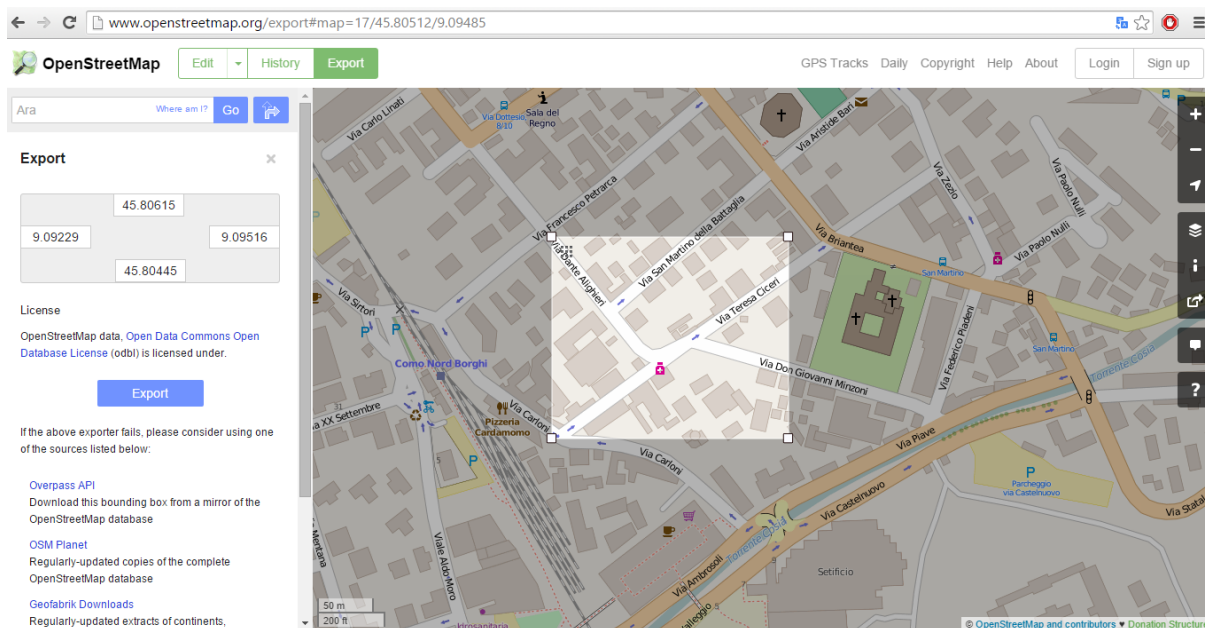 www.openstreetmap.org/export#map=17/45.80512/9.09485
OpenStreetMap
Edit
History
Export
GPS Tracks
Daily
Copyright
Help
About
Login
Sign up
Ara
Where am I?
Go
Export
×
45.80615
9.09229
9.09516
45.80445
License
OpenStreetMap data, Open Data Commons Open
Database License (odbl) is licensed under.
Export
If the above exporter fails, please consider using one
of the sources listed below:
Overpass API
Download this bounding box from a mirror of the
OpenStreetMap database
OSM Planet
Regularly-updated copies of the complete
OpenStreetMap database
Geofabrik Downloads
Regularly-updated extracts of continents,
Via Carlo Linati
Via Dottesio,
8/10
Sala del
Regno
Via Aristide Bari
P
Via Francesco Petrarca
Via Zezio
Via Paolo Nulli
Via Paolo Nulli
Via Briantea
San Martino
Via Dante Alighieri
Via San Martino della Battaglia
Via Teresa Ciceri
Via Sirtori
P
P
Como Nord Borghi
Via Don Giovanni Minzoni
Via Federico Piadeni
San Martino
Torrente Cosia
Via XX Settembre
Pizzeria
Cardamomo
Via Carloni
Via Carloni
P
Via Piave
P
Parcheggio
via Castelnuovo
Via Castelnuovo
Via Statal
Torrente Cosia
Via Aldo Moro
Mentana
Via Ambrosoli
Valleggio
Setificio
Idrosanitaria
50 m
200 ft
© OpenStreetMap and contributors ♥ Donation Structure